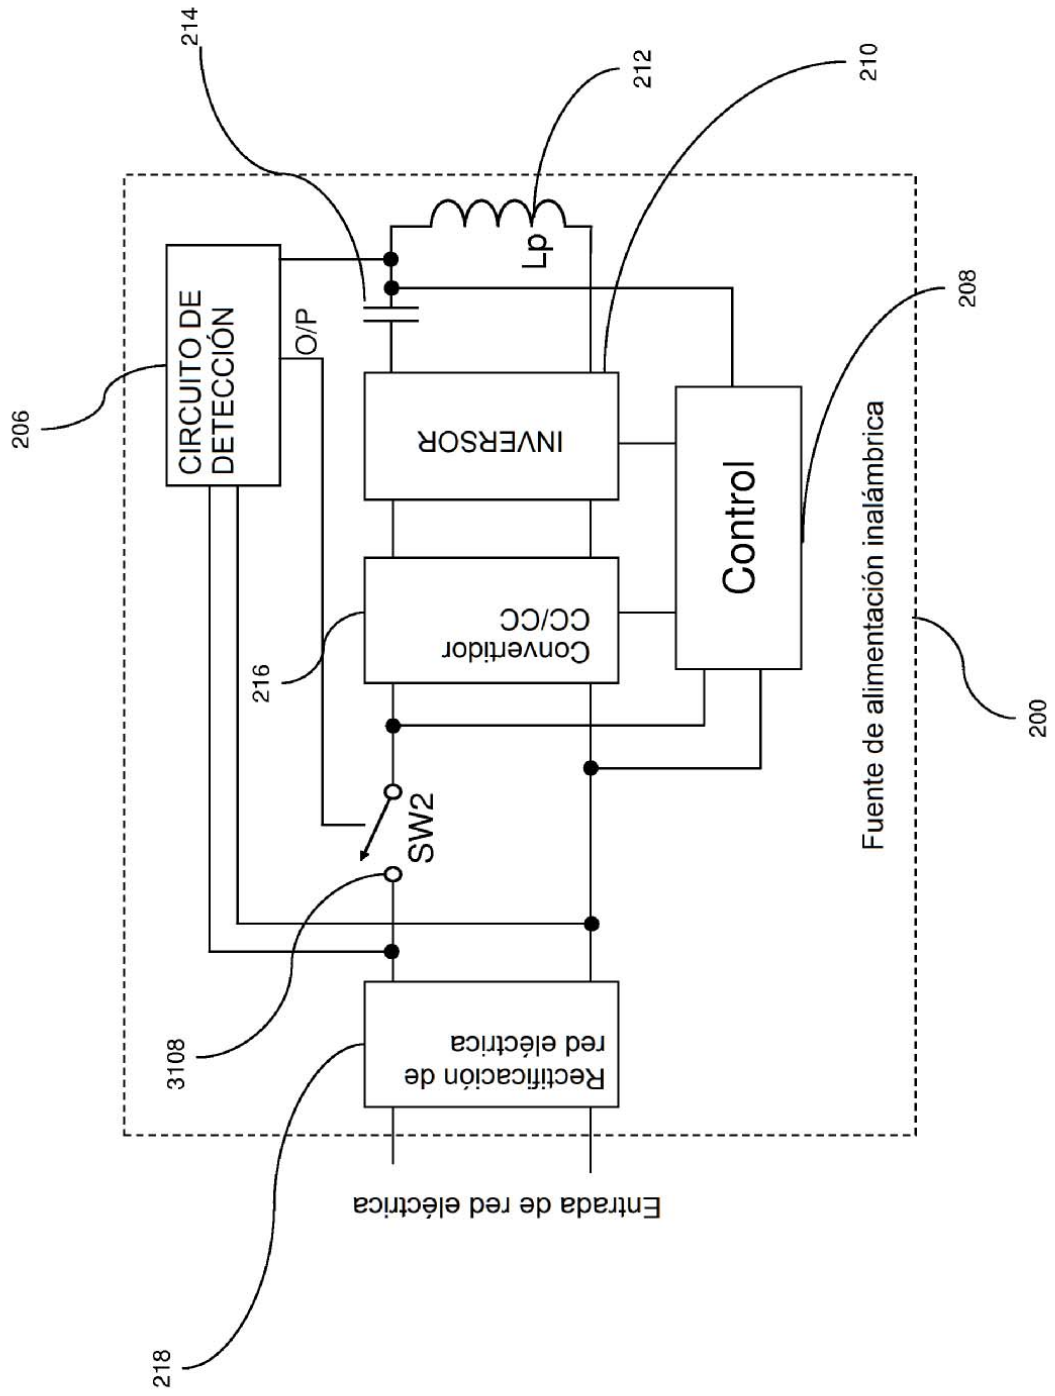 214
212
210
206
CIRCUITO DE
DETECCIÓN
O/P
Lp
INVERSOR
208
216
Convertidor
CC/CC
Control
SW2
3108
Rectificación de
red eléctrica
Entrada de red eléctrica
218
Fuente de alimentación inalámbrica
200